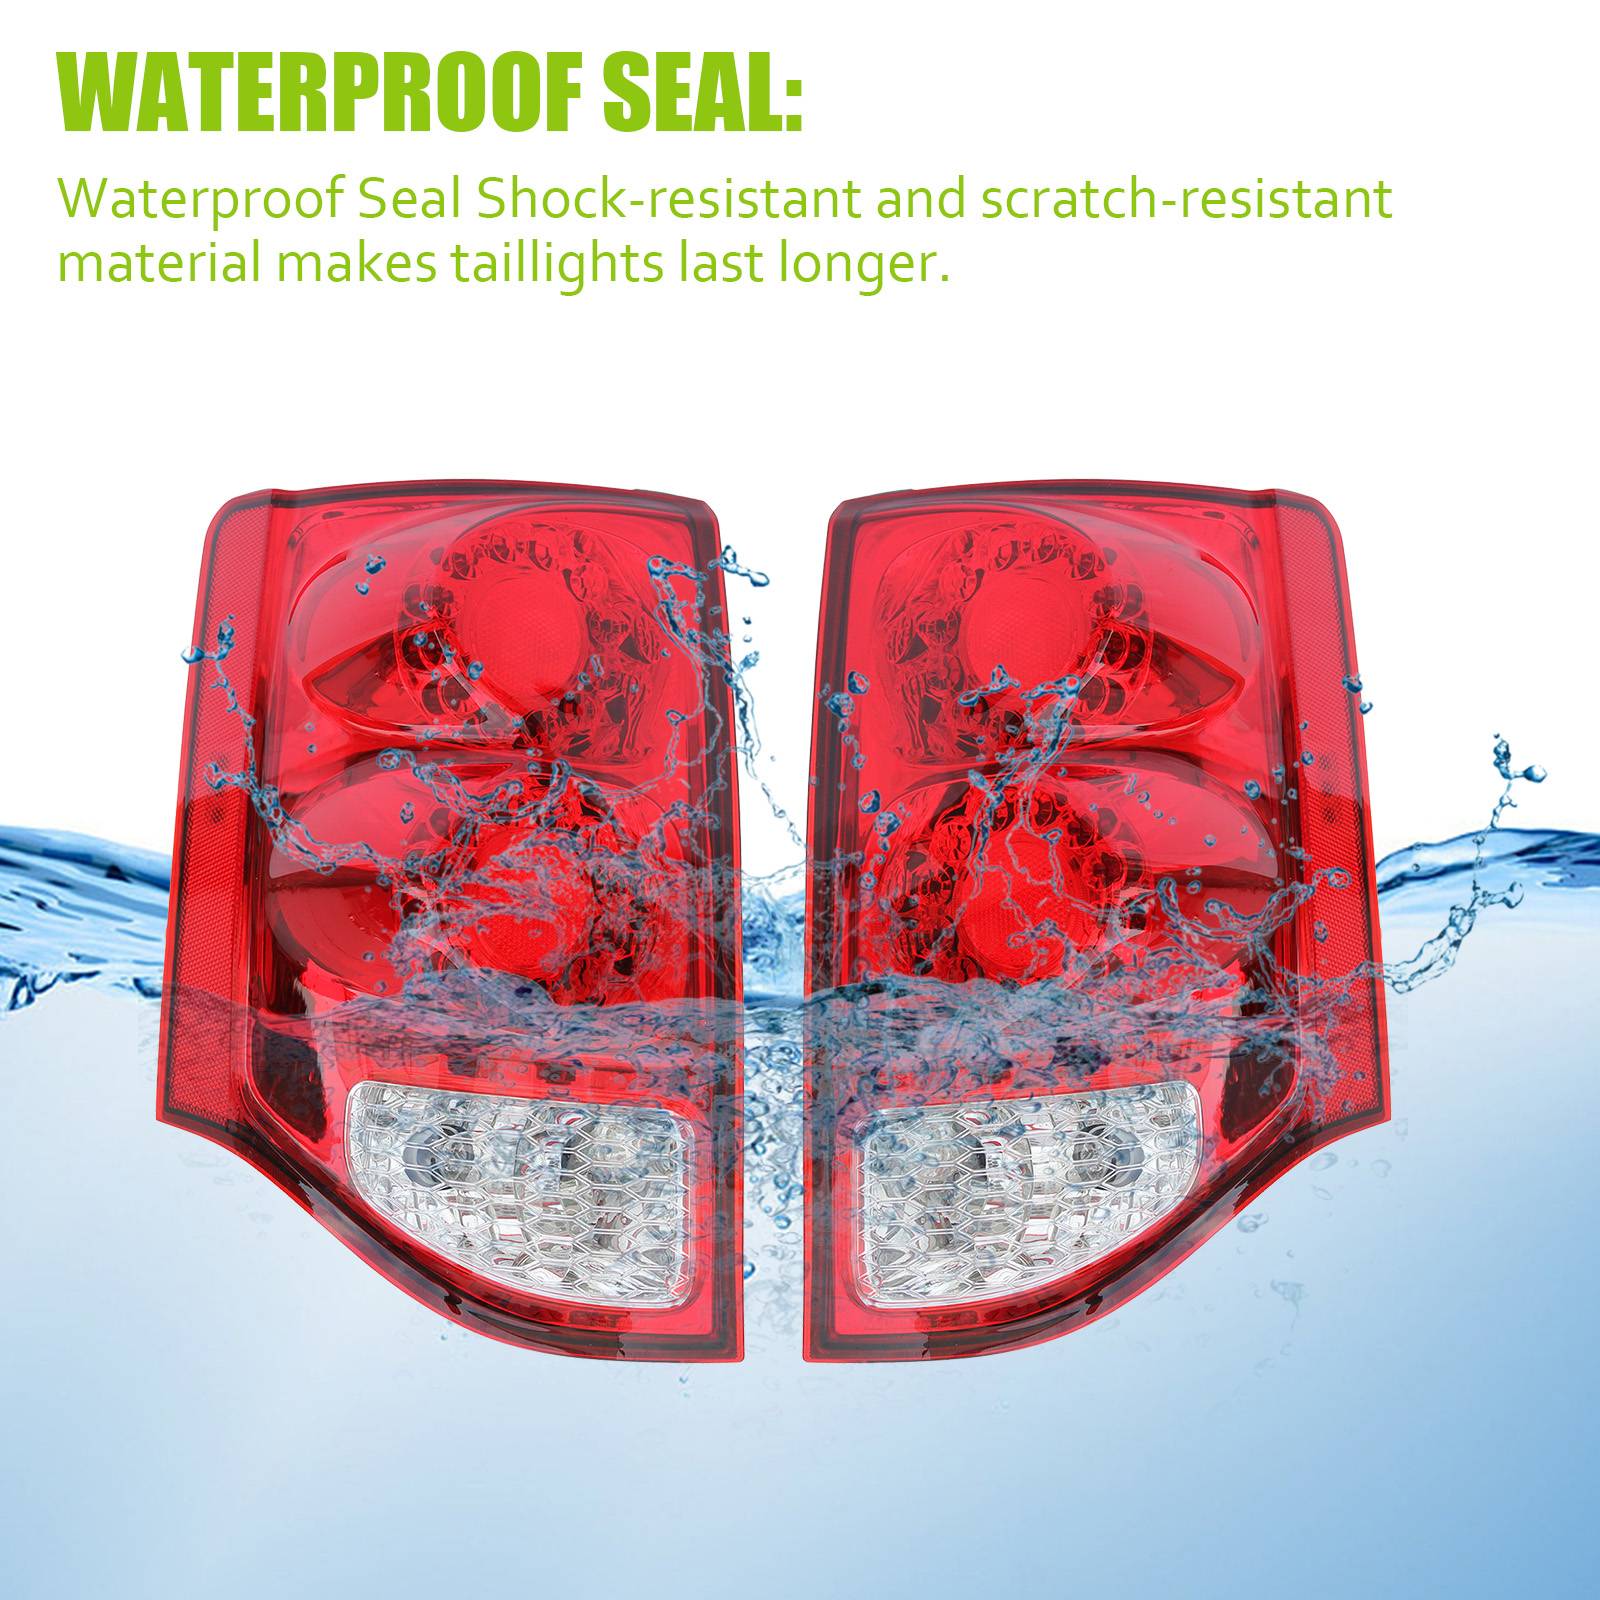 WATERPROOF SEAL:
Waterproof Seal Shock-resistant and scratch-resistant
material makes taillights last longer.